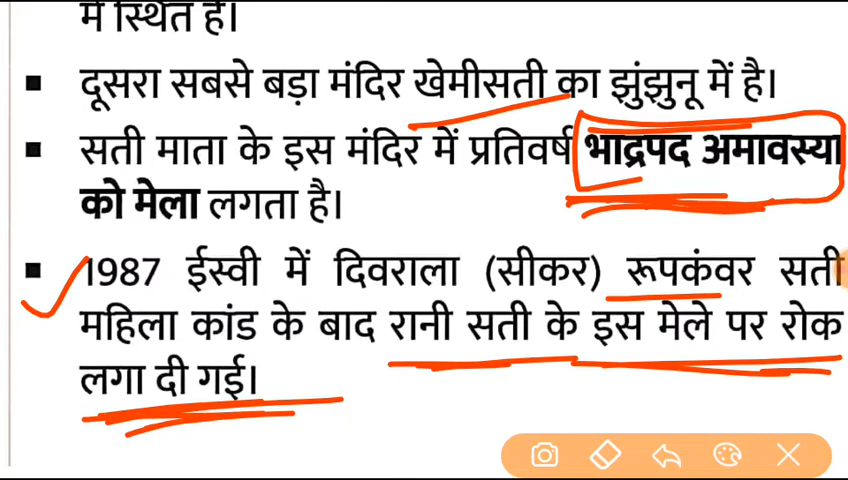 में स्थित है।
▪ दूसरा सबसे बड़ा मंदिर खेमीसती का झुंझुनू में है।
▪ सती माता के इस मंदिर में प्रतिवर्ष भाद्रपद अमावस्या
को मेला लगता है।
▪ 1987 ईस्वी में दिवराला (सीकर) रूपकंवर सती
महिला कांड के बाद रानी सती के इस मेले पर रोक
लगा दी गई।